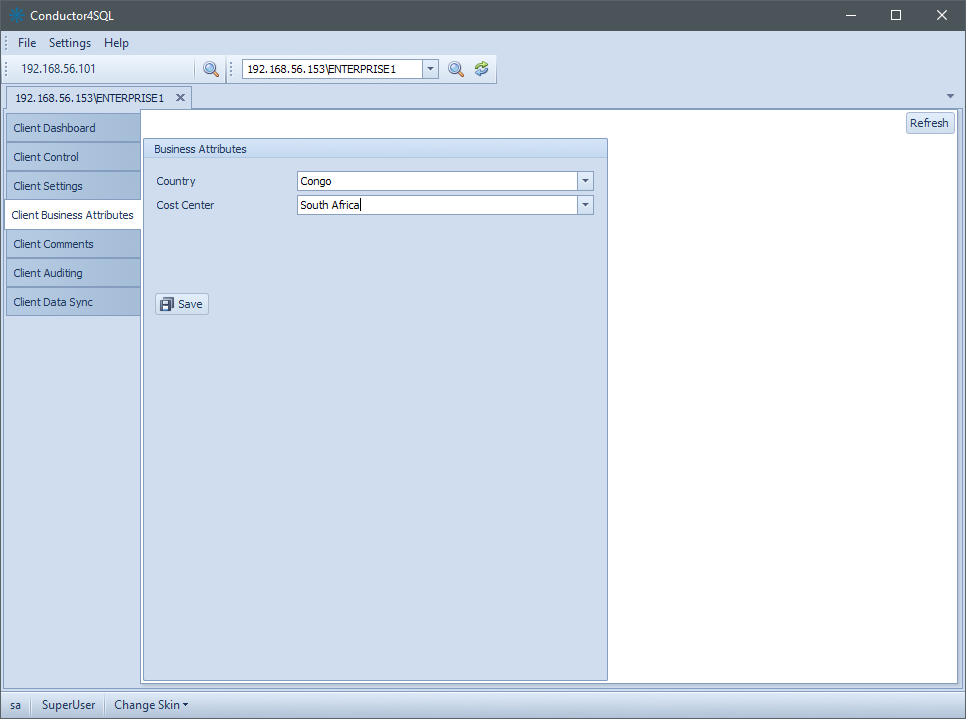 Conductor4SQL
File Settings Help
192.168.56.101 192.168.56.153\ENTERPRISE1
192.168.56.153\ENTERPRISE1
Refresh
Client Dashboard
Client Control
Client Settings
Client Business Attributes
Client Comments
Client Auditing
Client Data Sync
Business Attributes
Country Congo
Cost Center South Africa
Save
sa SuperUser Change Skin